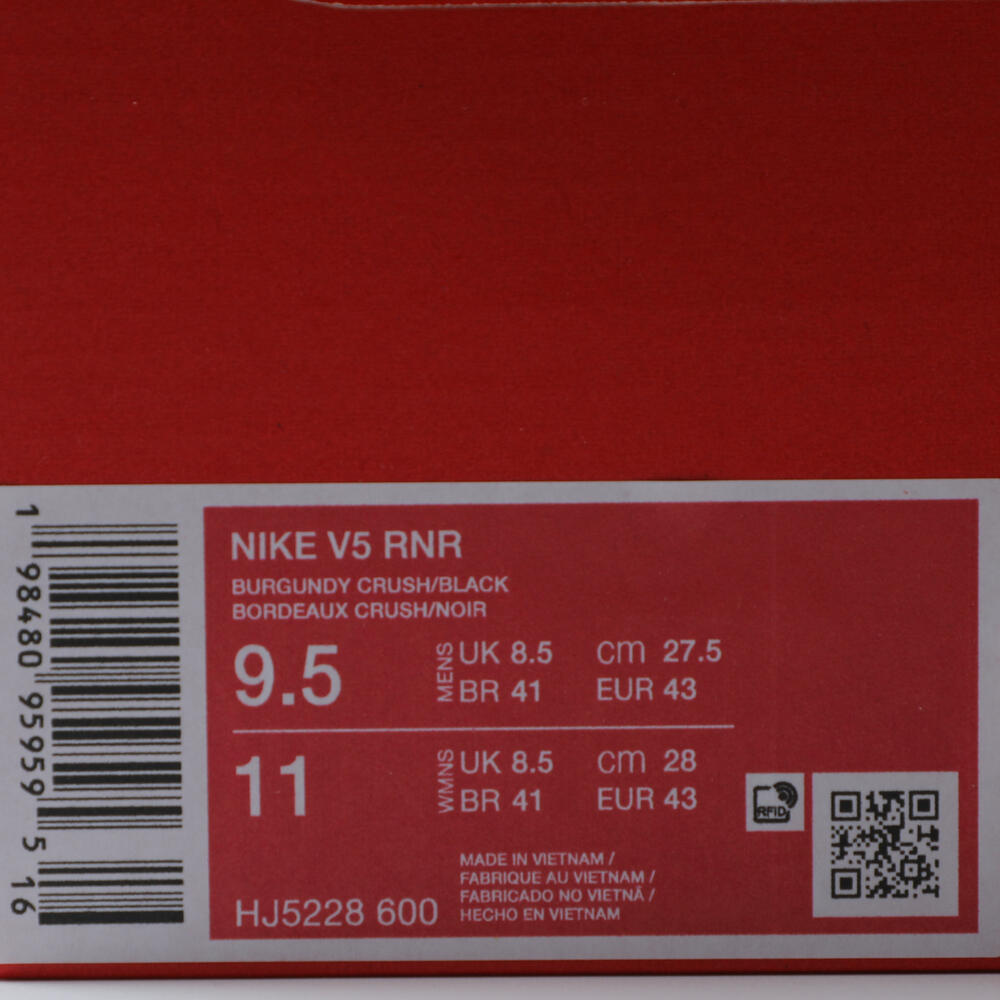 NIKE V5 RNR
BURGUNDY CRUSH/BLACK
BORDEAUX CRUSH/NOIR
9.5
MENS
UK 8.5 cm 27.5
BR 41 EUR 43
11
WMNS
UK 8.5 cm 28
BR 41 EUR 43
RFID
MADE IN VIETNAM /
FABRIQUE AU VIETNAM /
FABRICADO NO VIETNÃ /
HECHO EN VIETNAM
HJ5228 600
1 98480 95959 5 16